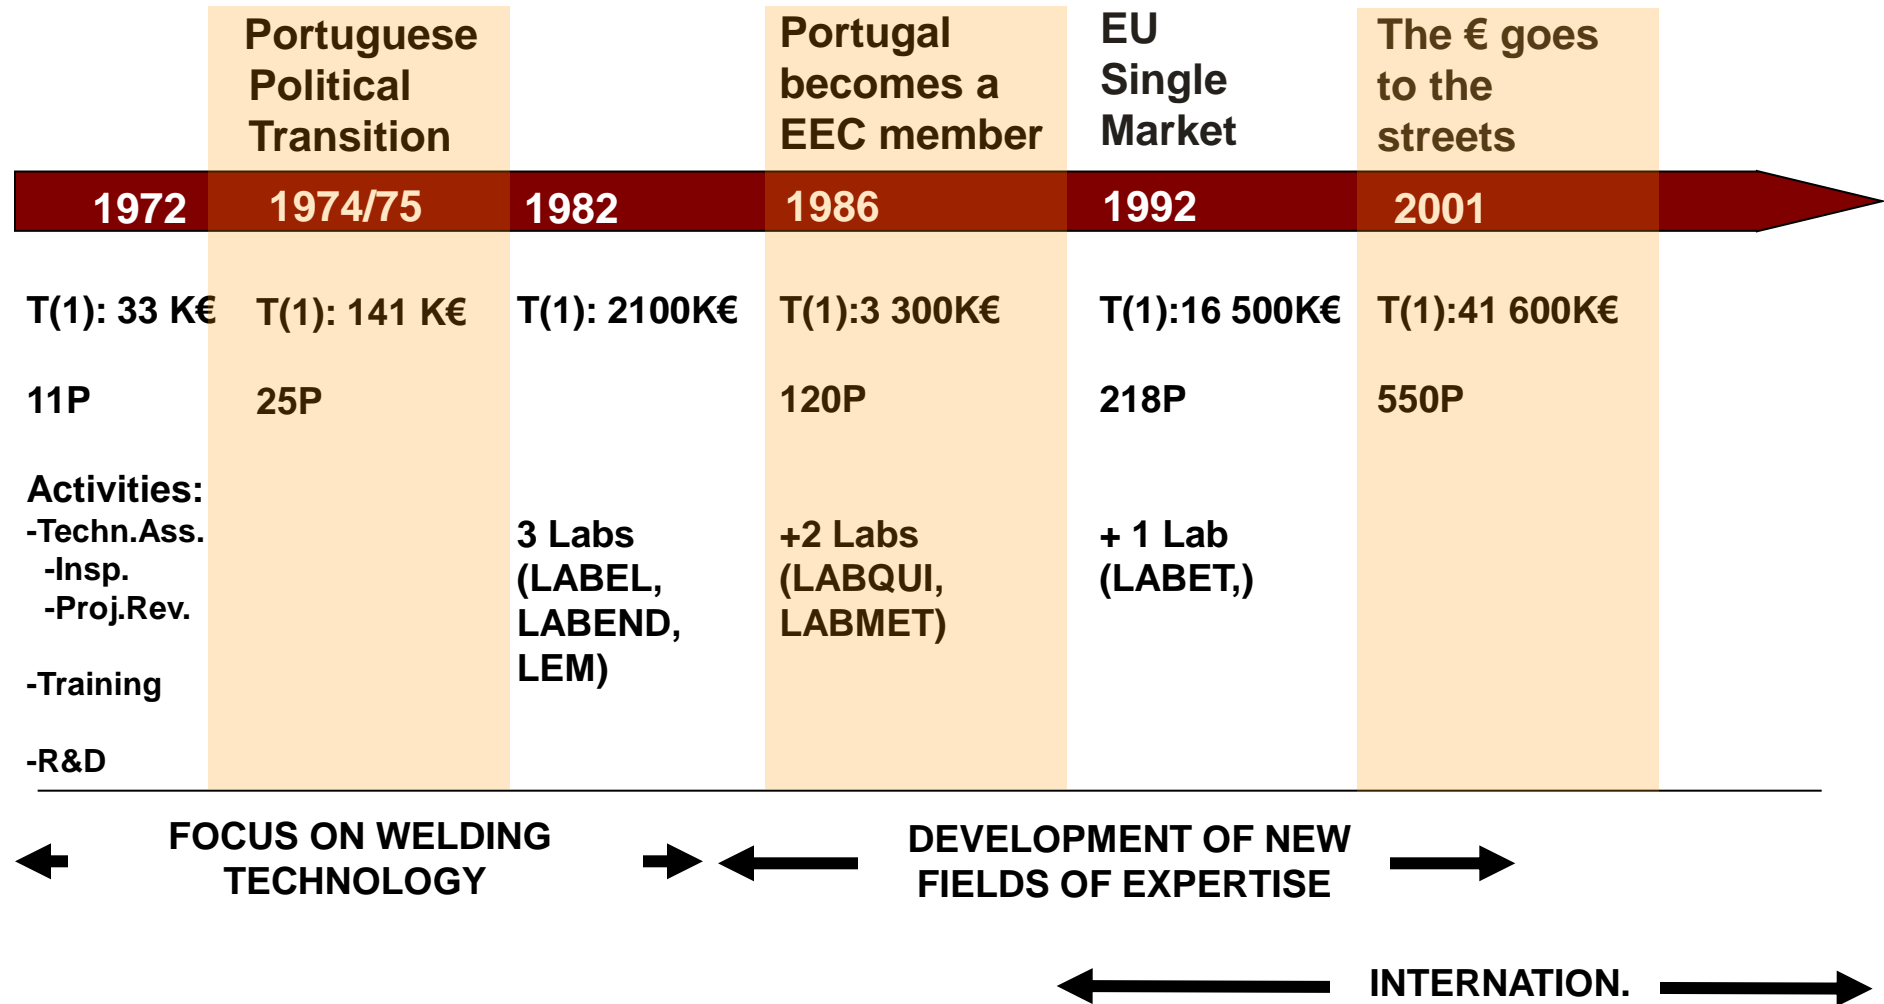 Portuguese
Political
Transition
Portugal
becomes a
EEC member
EU
Single
Market
The € goes
to the
streets
1972
1974/75
1982
1986
1992
2001
T(1): 33 K€
T(1): 141 K€
T(1): 2100K€
T(1):3 300K€
T(1):16 500K€
T(1):41 600K€
11P
25P
120P
218P
550P
Activities:
-Techn.Ass.
-Insp.
-Proj.Rev.
-Training
-R&D
3 Labs
(LABEL,
LABEND,
LEM)
+2 Labs
(LABQUI,
LABMET)
+ 1 Lab
(LABET,)
FOCUS ON WELDING
TECHNOLOGY
DEVELOPMENT OF NEW
FIELDS OF EXPERTISE
INTERNATION.